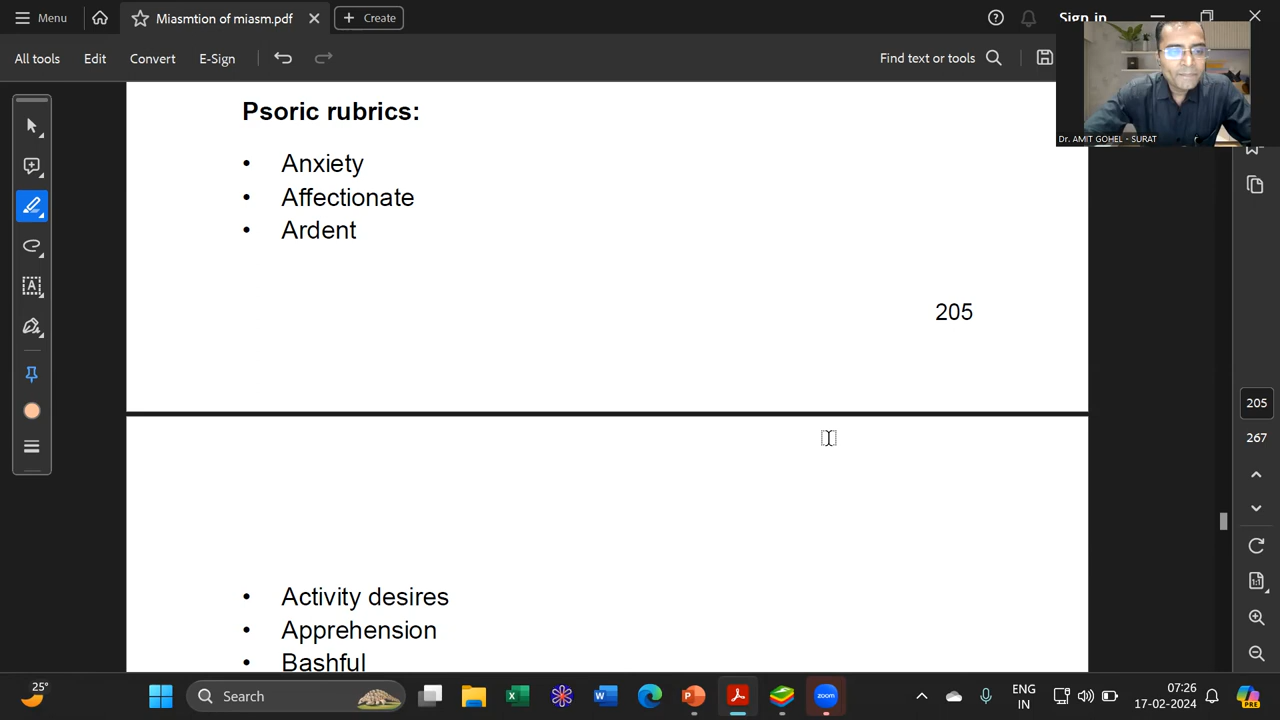 Menu
Miasmtion of miasm.pdf
Create
Sign in
All tools
Edit
Convert
E-Sign
Find text or tools
Dr. AMIT GOHEL - SURAT
Psoric rubrics:
• Anxiety
• Affectionate
• Ardent
205
205
267
• Activity desires
• Apprehension
• Bashful
25°
Search
ENG
IN
07:26
17-02-2024
zoom
PRE